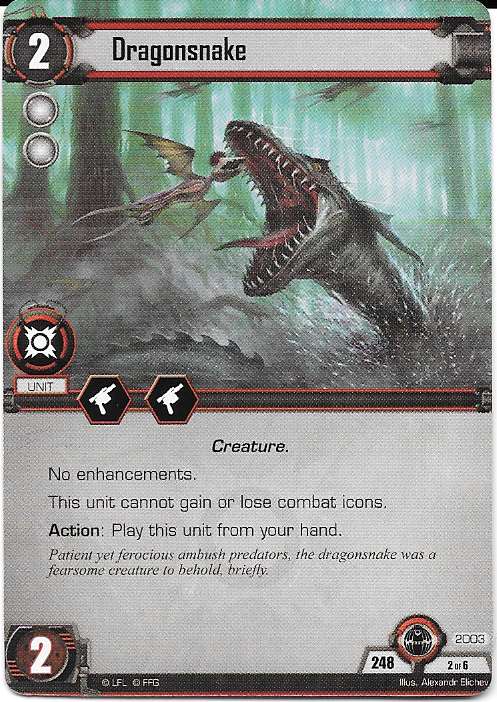 2
Dragonsnake
UNIT
Creature.
No enhancements.
This unit cannot gain or lose combat icons.
Action: Play this unit from your hand.
Patient yet ferocious ambush predators, the dragonsnake was a
fearsome creature to behold, briefly.
2
2003
248
2 OF 6
© LFL © FFG
Illus. Alexandr Elichev